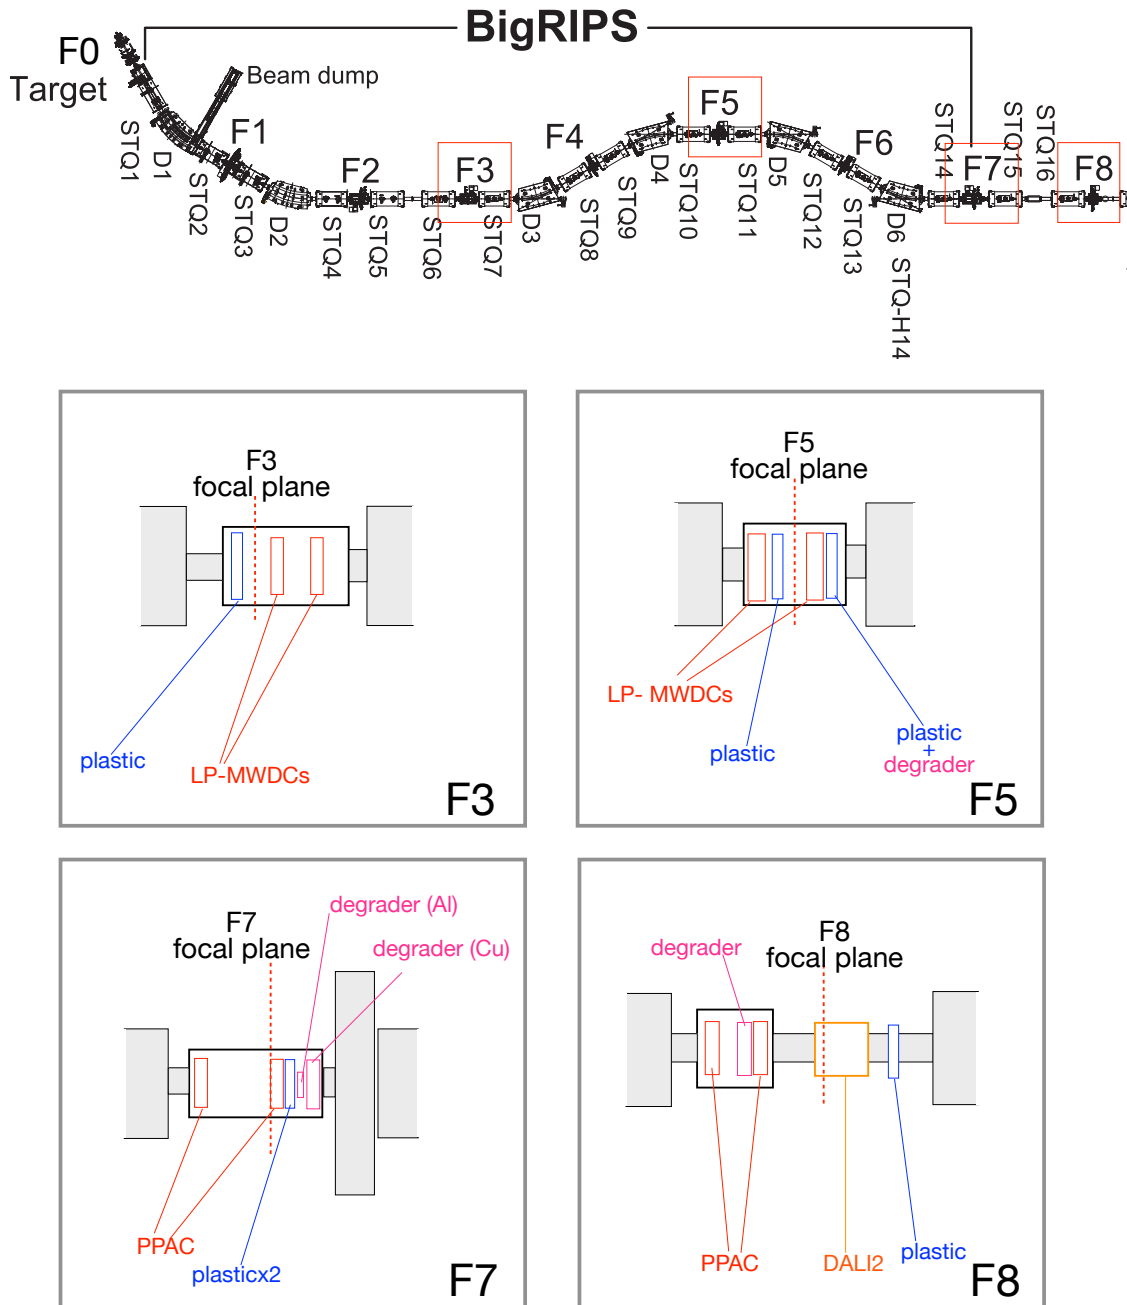 BigRIPS
F0
Target
Beam dump
F1
F2
F3
F4
F5
F6
F7
F8
STQ1
D1
STQ2
STQ3
D2
STQ4
STQ5
STQ6
STQ7
D3
STQ8
STQ9
D4
STQ10
STQ11
D5
STQ12
STQ13
D6
STQ-H14
STQ14
STQ15
STQ16
F3
focal plane
plastic
LP-MWDCs
F3
F5
focal plane
LP- MWDCs
plastic
plastic
+
degrader
F5
degrader (Al)
F7
focal plane
degrader (Cu)
PPAC
plasticx2
F7
degrader
F8
focal plane
PPAC
DALI2
plastic
F8